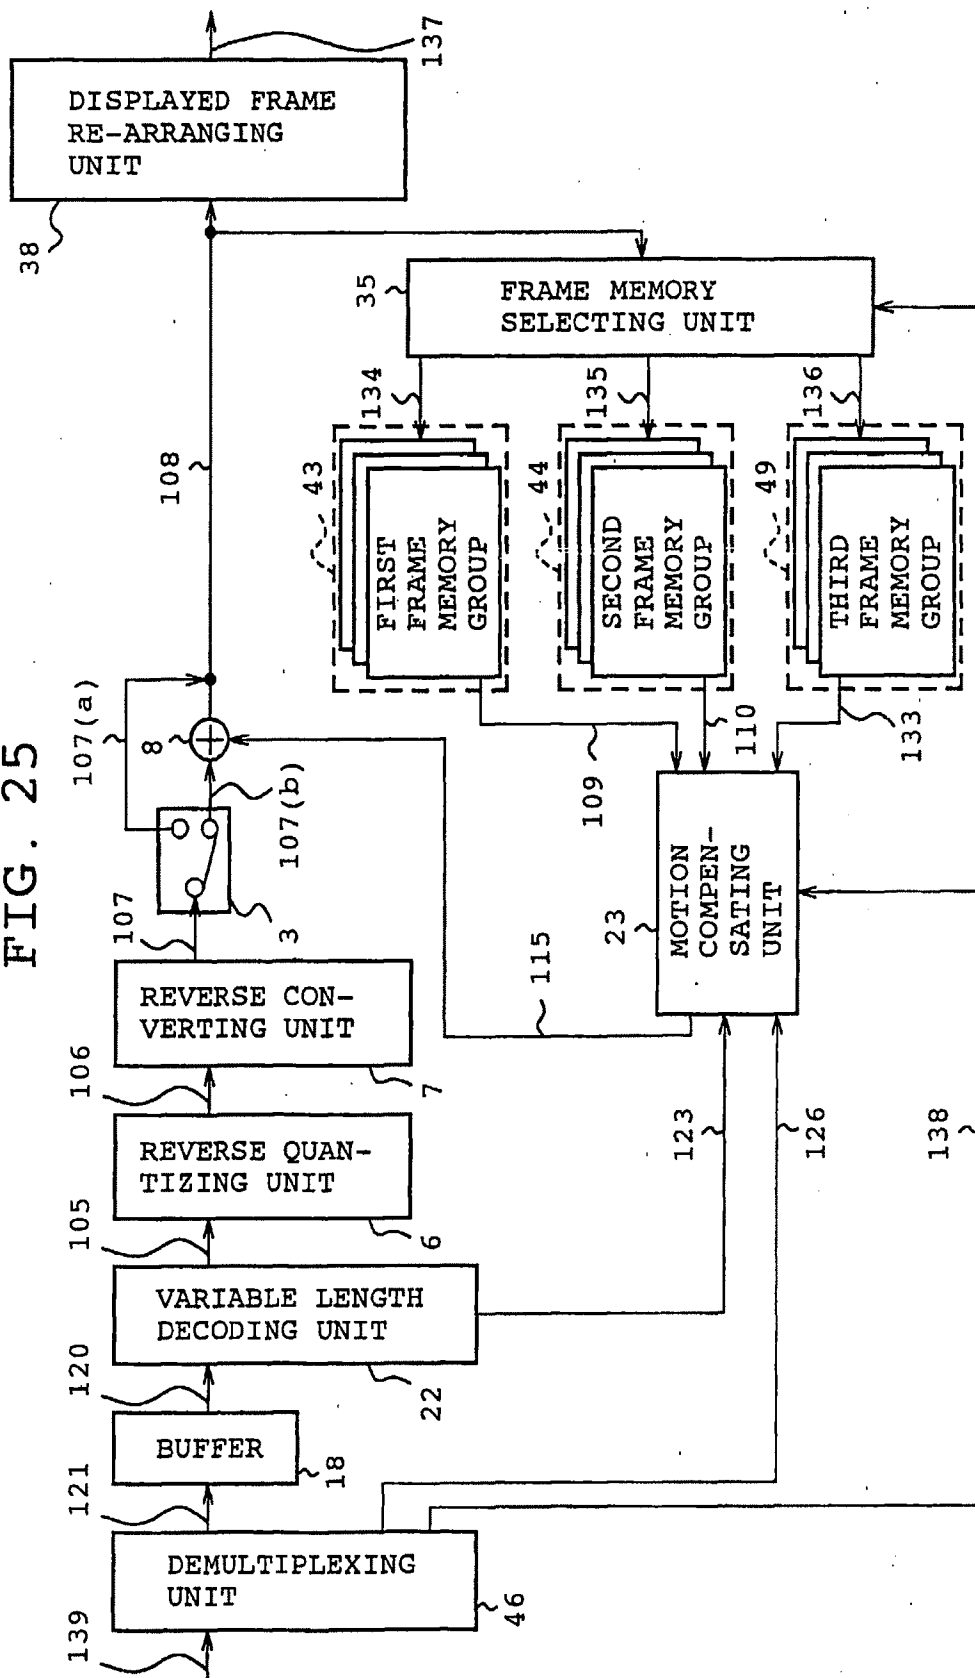 FIG. 25
139
DEMULTIPLEXING
UNIT
46
121
BUFFER
18
120
VARIABLE LENGTH
DECODING UNIT
22
105
REVERSE QUAN-
TIZING UNIT
6
106
REVERSE CON-
VERTING UNIT
7
107
3
107(a)
107(b)
8
108
DISPLAYED FRAME
RE-ARRANGING
UNIT
38
137
35
FRAME MEMORY
SELECTING UNIT
134
135
136
43
FIRST
FRAME
MEMORY
GROUP
44
SECOND
FRAME
MEMORY
GROUP
49
THIRD
FRAME
MEMORY
GROUP
109
110
133
23
MOTION
COMPEN-
SATING
UNIT
115
123
126
138